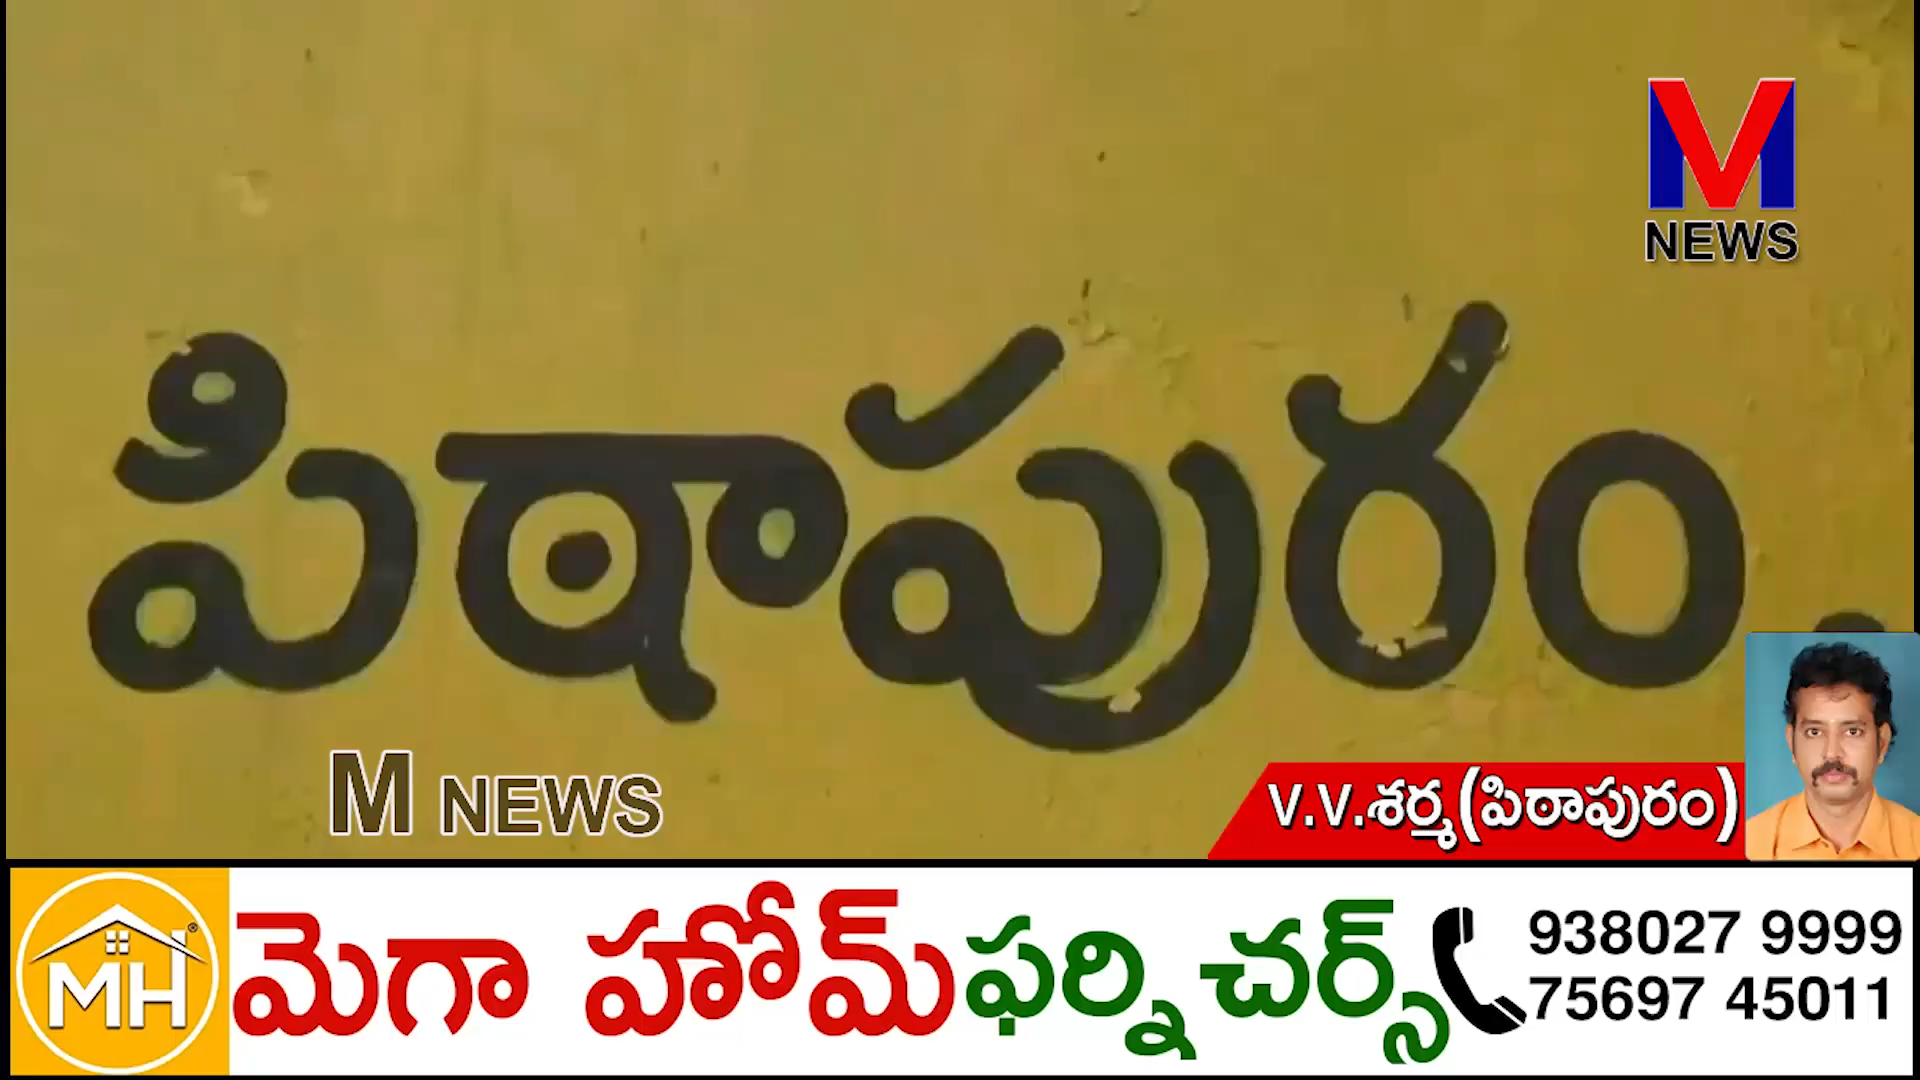 M
NEWS
పిఠాపురం.
M NEWS
V.V.శర్మ(పిఠాపురం)
MH®
మెగా హోమ్ ఫర్నిచర్స్
938027 9999
75697 45011